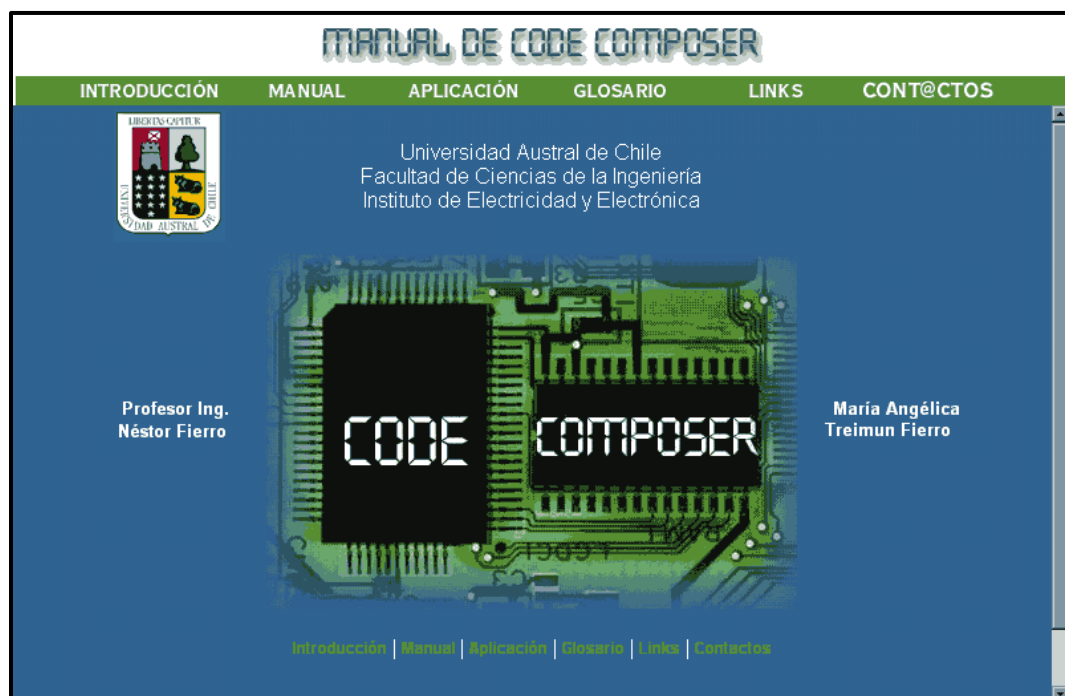 MANUAL DE CODE COMPOSER
INTRODUCCIÓN MANUAL APLICACIÓN GLOSARIO LINKS CONT@CTOS
LIBERTAS CAPITUR
UNIVERSIDAD AUSTRAL DE CHILE
Universidad Austral de Chile
Facultad de Ciencias de la Ingeniería
Instituto de Electricidad y Electrónica
Profesor Ing.
Néstor Fierro
CODE
COMPOSER
María Angélica
Treimun Fierro
Introducción | Manual | Aplicación | Glosario | Links | Contactos